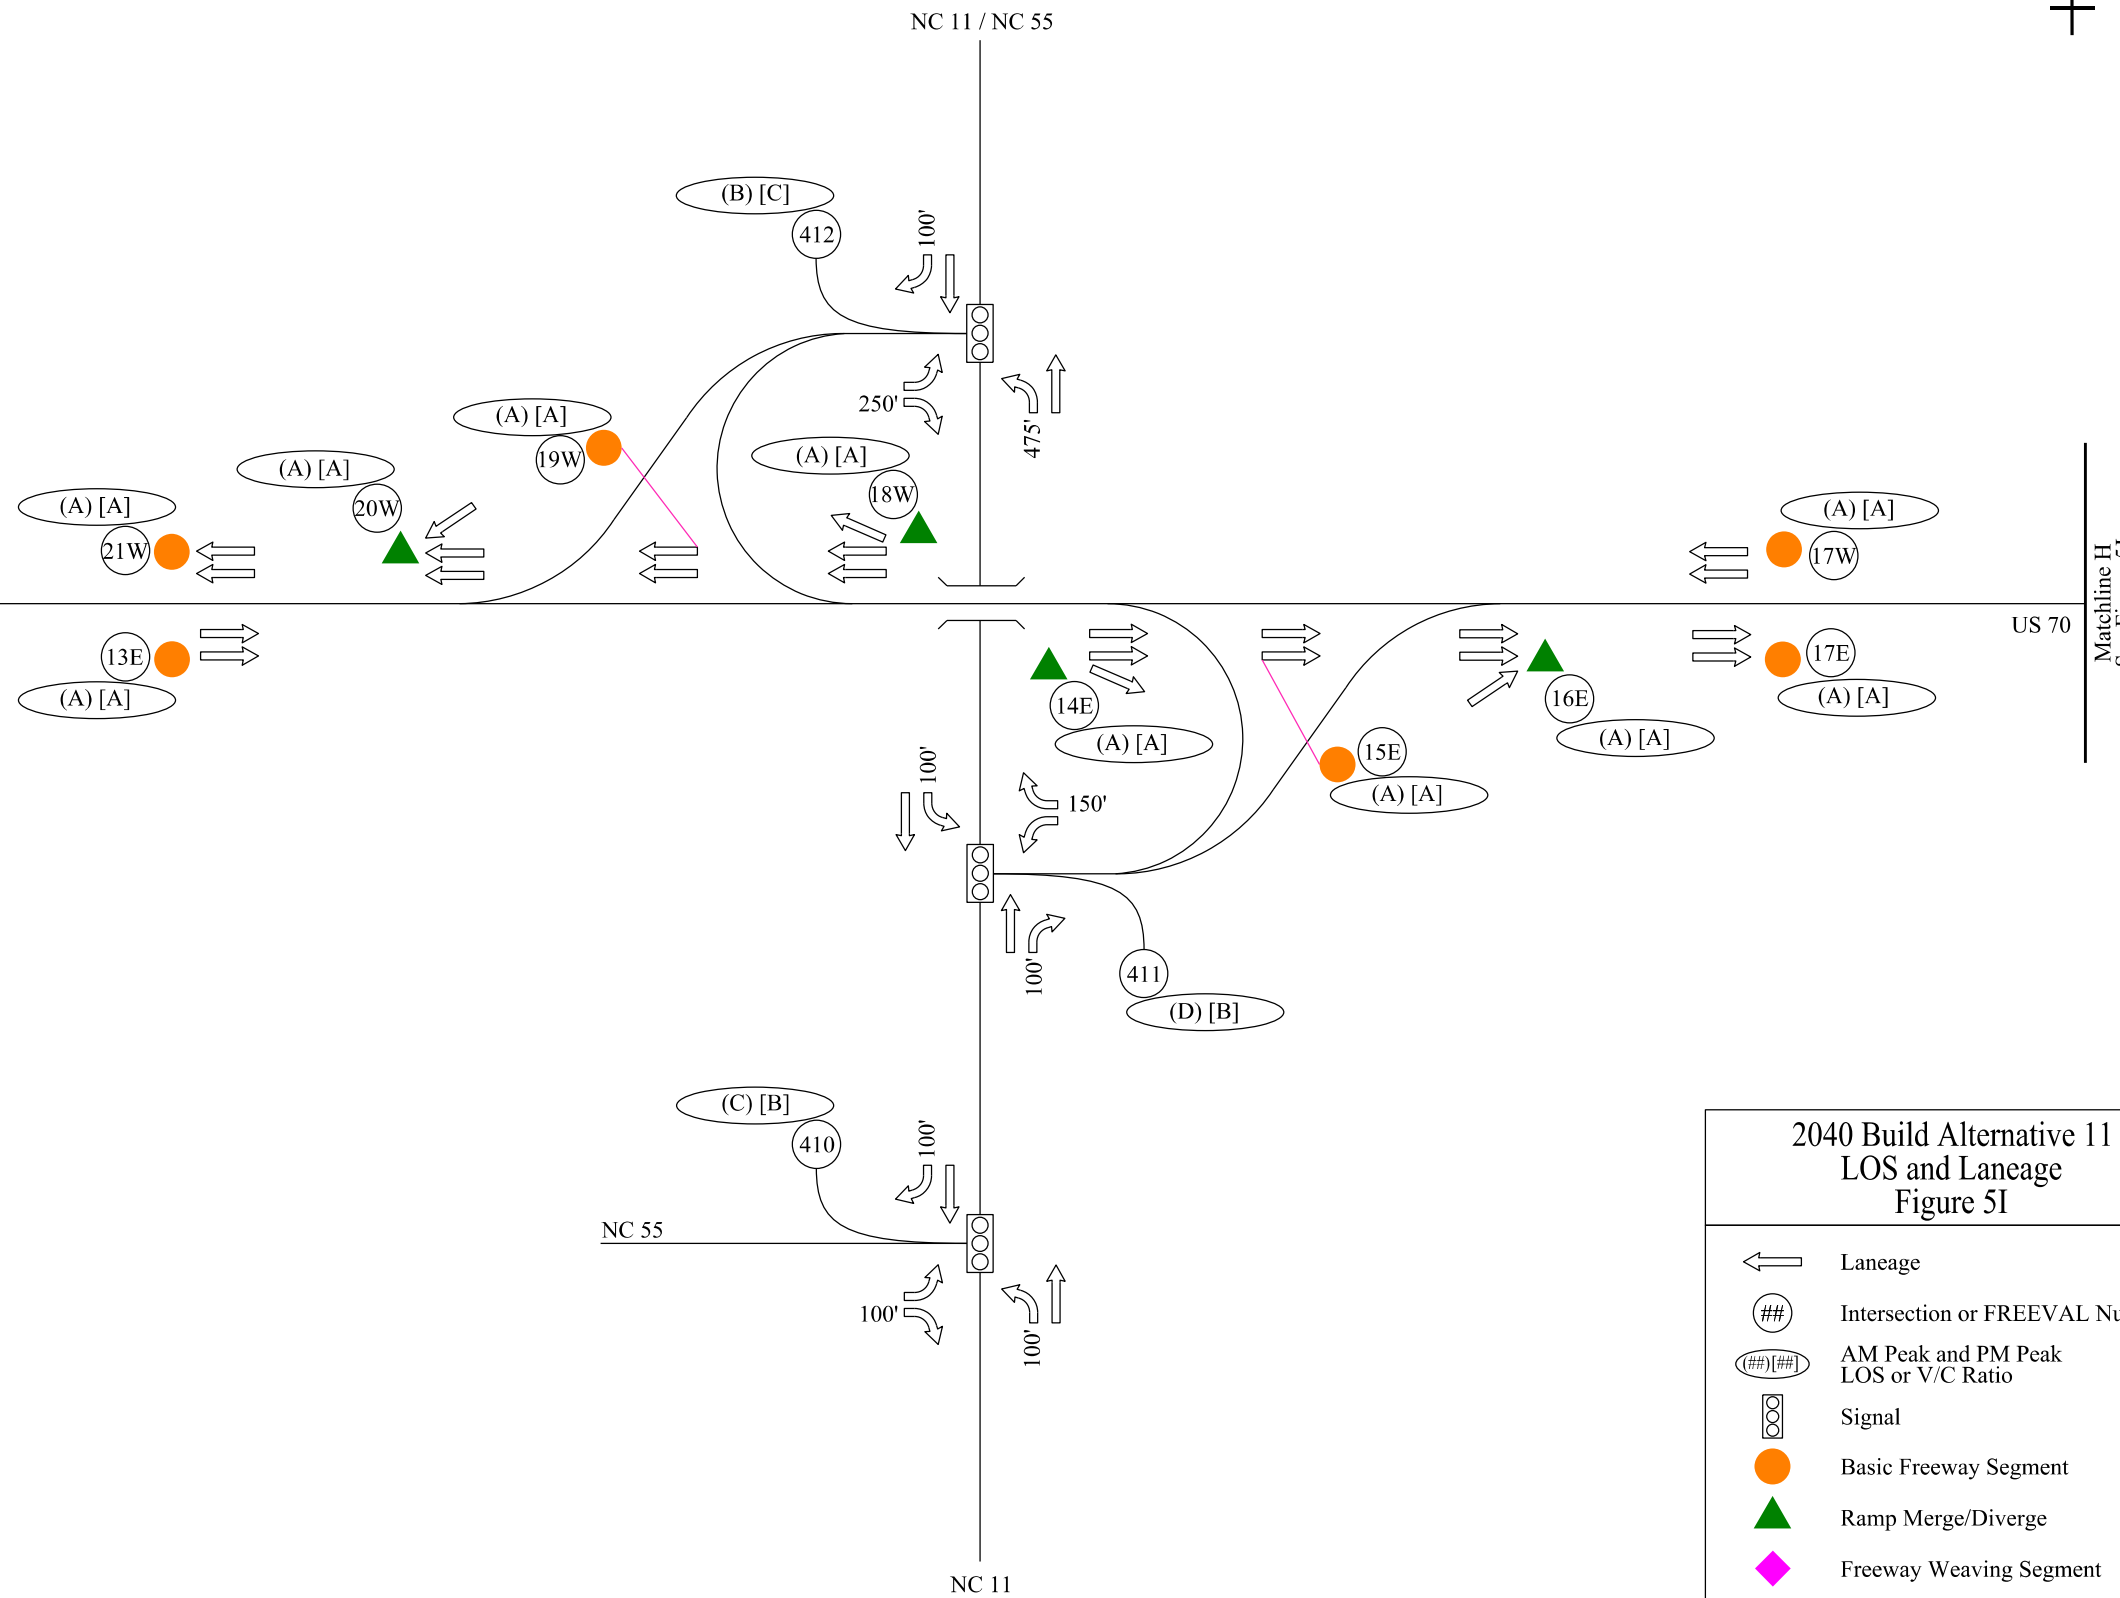 NC 11 / NC 55
(B) [C]
412
100'
250'
475'
(A) [A]
19W
(A) [A]
18W
(A) [A]
20W
(A) [A]
21W
(A) [A]
17W
US 70
Matchline H
13E
(A) [A]
14E
(A) [A]
15E
(A) [A]
16E
(A) [A]
17E
(A) [A]
100'
150'
100'
411
(D) [B]
(C) [B]
410
100'
NC 55
100'
100'
NC 11
2040 Build Alternative 11
LOS and Laneage
Figure 5I
Laneage
## Intersection or FREEVAL
(##)[##] AM Peak and PM Peak
LOS or V/C Ratio
Signal
Basic Freeway Segment
Ramp Merge/Diverge
Freeway Weaving Segment